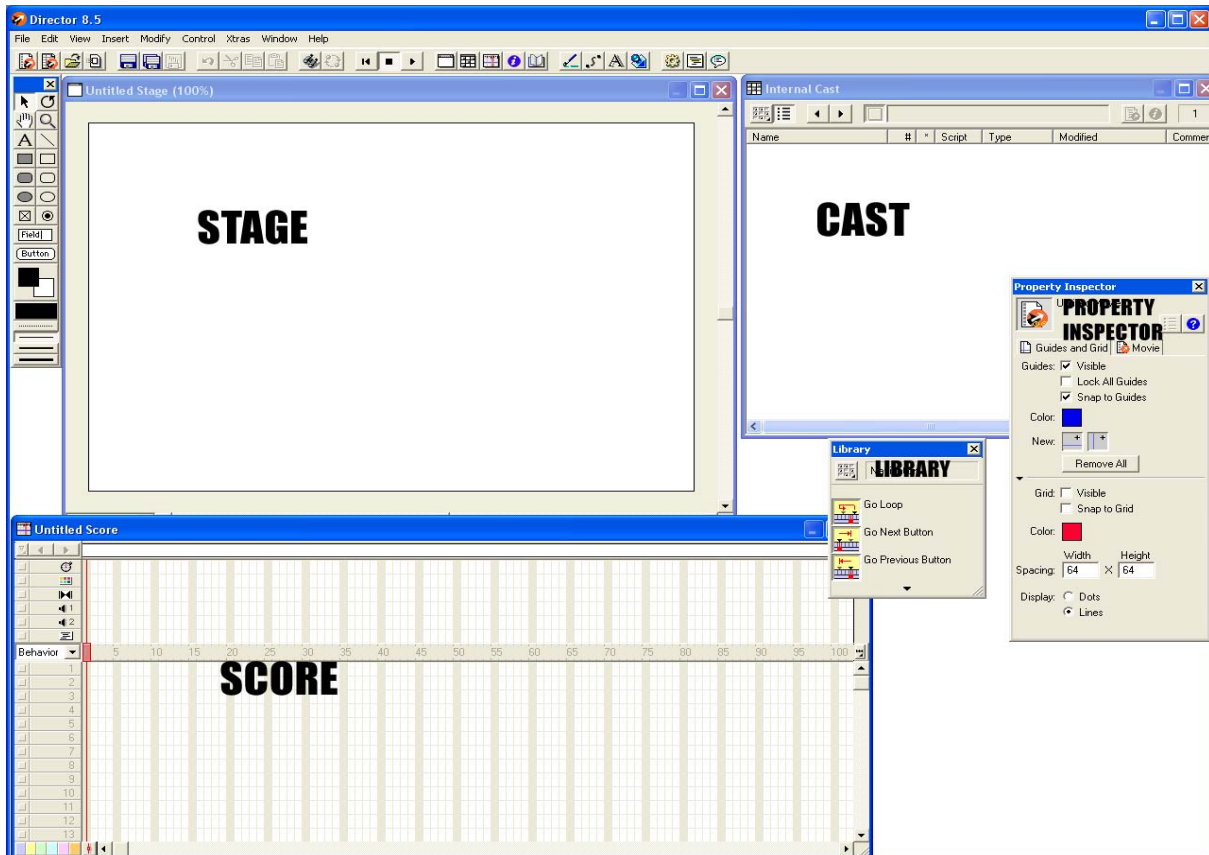 Director 8.5
File Edit View Insert Modify Control Xtras Window Help
Untitled Stage (100%)
STAGE
A
Field
Button
Internal Cast
1
Name # * Script Type Modified Commen
CAST
Property Inspector
PROPERTY
INSPECTOR
Guides and Grid Movie
Guides: Visible
Lock All Guides
Snap to Guides
Color:
New:
Remove All
Grid: Visible
Snap to Grid
Color:
Width Height
Spacing: 64 X 64
Display: Dots
Lines
Library
LIBRARY
Go Loop
Go Next Button
Go Previous Button
Untitled Score
1
2
Behavior 5 10 15 20 25 30 35 40 45 50 55 60 65 70 75 80 85 90 95 100
SCORE
1
2
3
4
5
6
7
8
9
10
11
12
13